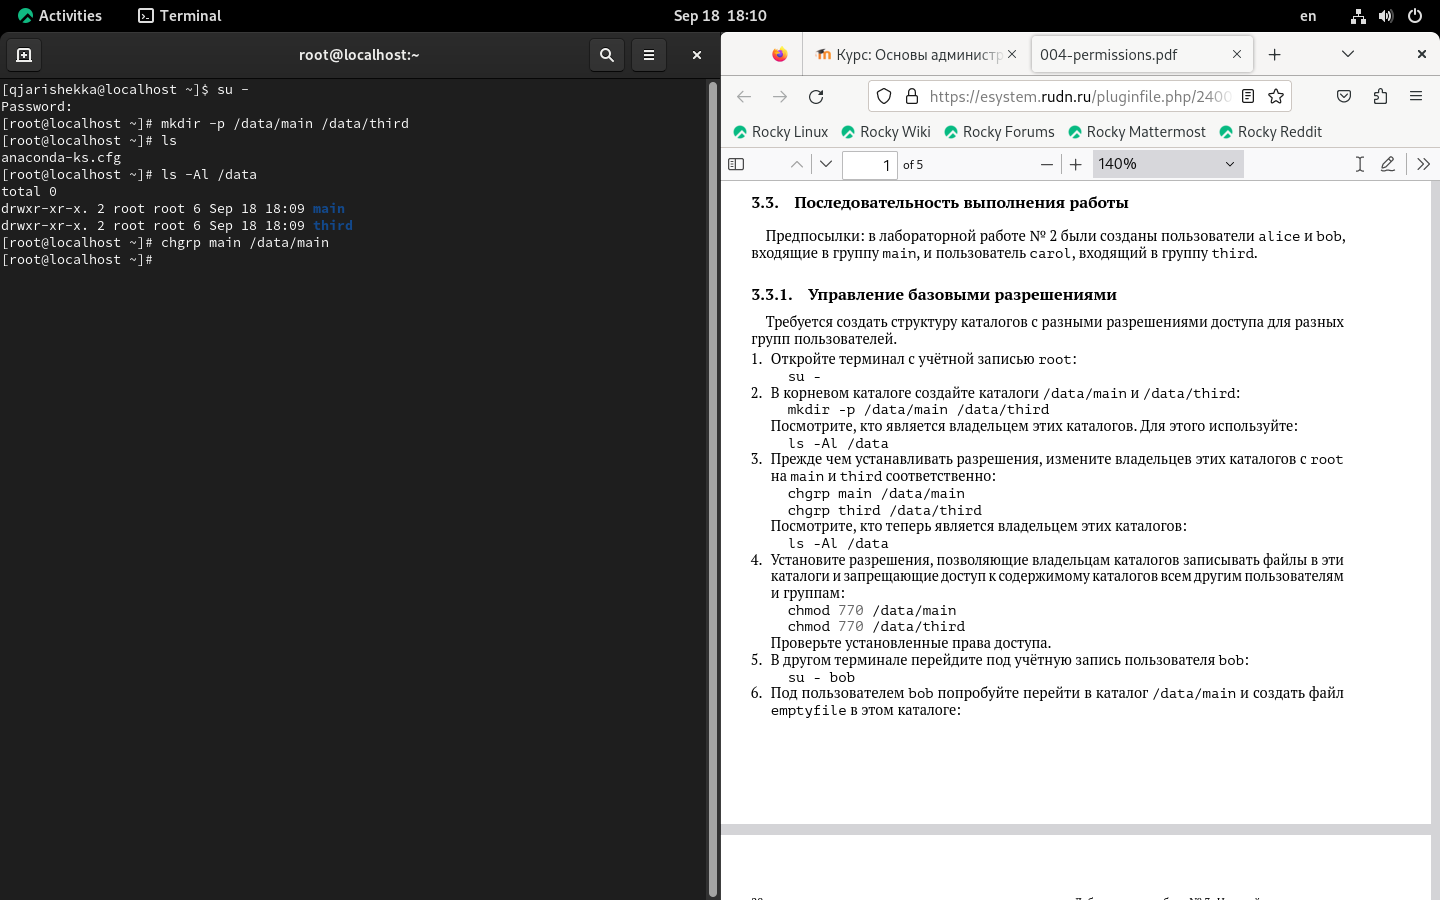 Activities
Terminal
Sep 18 18:10
en
root@localhost:~
[qjarishekka@localhost ~]$ su -
Password:
[root@localhost ~]# mkdir -p /data/main /data/third
[root@localhost ~]# ls
anaconda-ks.cfg
[root@localhost ~]# ls -Al /data
total 0
drwxr-xr-x. 2 root root 6 Sep 18 18:09 main
drwxr-xr-x. 2 root root 6 Sep 18 18:09 third
[root@localhost ~]# chgrp main /data/main
[root@localhost ~]#
Курс: Основы администр
004-permissions.pdf
https://esystem.rudn.ru/pluginfile.php/2400
Rocky Linux
Rocky Wiki
Rocky Forums
Rocky Mattermost
Rocky Reddit
1 of 5
140%
3.3. Последовательность выполнения работы
Предпосылки: в лабораторной работе № 2 были созданы пользователи alice и bob,
входящие в группу main, и пользователь carol, входящий в группу third.
3.3.1. Управление базовыми разрешениями
Требуется создать структуру каталогов с разными разрешениями доступа для разных
групп пользователей.
1. Откройте терминал с учётной записью root:
su -
2. В корневом каталоге создайте каталоги /data/main и /data/third:
mkdir -p /data/main /data/third
Посмотрите, кто является владельцем этих каталогов. Для этого используйте:
ls -Al /data
3. Прежде чем устанавливать разрешения, измените владельцев этих каталогов с root
на main и third соответственно:
chgrp main /data/main
chgrp third /data/third
Посмотрите, кто теперь является владельцем этих каталогов:
ls -Al /data
4. Установите разрешения, позволяющие владельцам каталогов записывать файлы в эти
каталоги и запрещающие доступ к содержимому каталогов всем другим пользователям
и группам:
chmod 770 /data/main
chmod 770 /data/third
Проверьте установленные права доступа.
5. В другом терминале перейдите под учётную запись пользователя bob:
su - bob
6. Под пользователем bob попробуйте перейти в каталог /data/main и создать файл
emptyfile в этом каталоге: